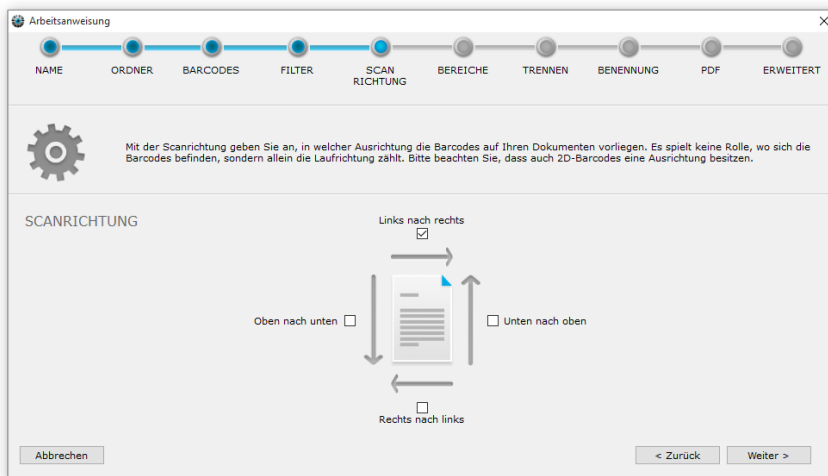 Arbeitsanweisung
NAME
ORDNER
BARCODES
FILTER
SCAN
RICHTUNG
BEREICHE
TRENNEN
BENENNUNG
PDF
ERWEITERT
Mit der Scanrichtung geben Sie an, in welcher Ausrichtung die Barcodes auf Ihren Dokumenten vorliegen. Es spielt keine Rolle, wo sich die
Barcodes befinden, sondern allein die Laufrichtung zählt. Bitte beachten Sie, dass auch 2D-Barcodes eine Ausrichtung besitzen.
SCANRICHTUNG
Links nach rechts
Oben nach unten
Unten nach oben
Rechts nach links
Abbrechen
< Zurück
Weiter >